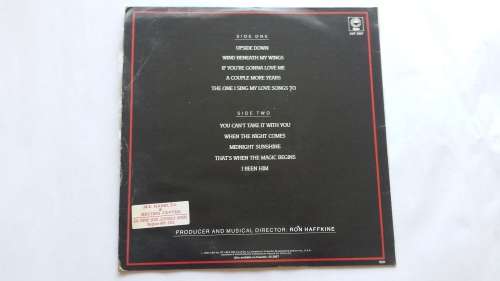 SIDE ONE
UPSIDE DOWN
WIND BENEATH MY WINGS
IF YOU'RE GONNA LOVE ME
A COUPLE MORE YEARS
THE ONE I SING MY LOVE SONGS TO
SIDE TWO
YOU CAN'T TAKE IT WITH YOU
WHEN THE NIGHT COMES
MIDNIGHT SUNSHINE
THAT'S WHEN THE MAGIC BEGINS
I BEEN HIM
PRODUCER AND MUSICAL DIRECTOR: RON HAFFKINE